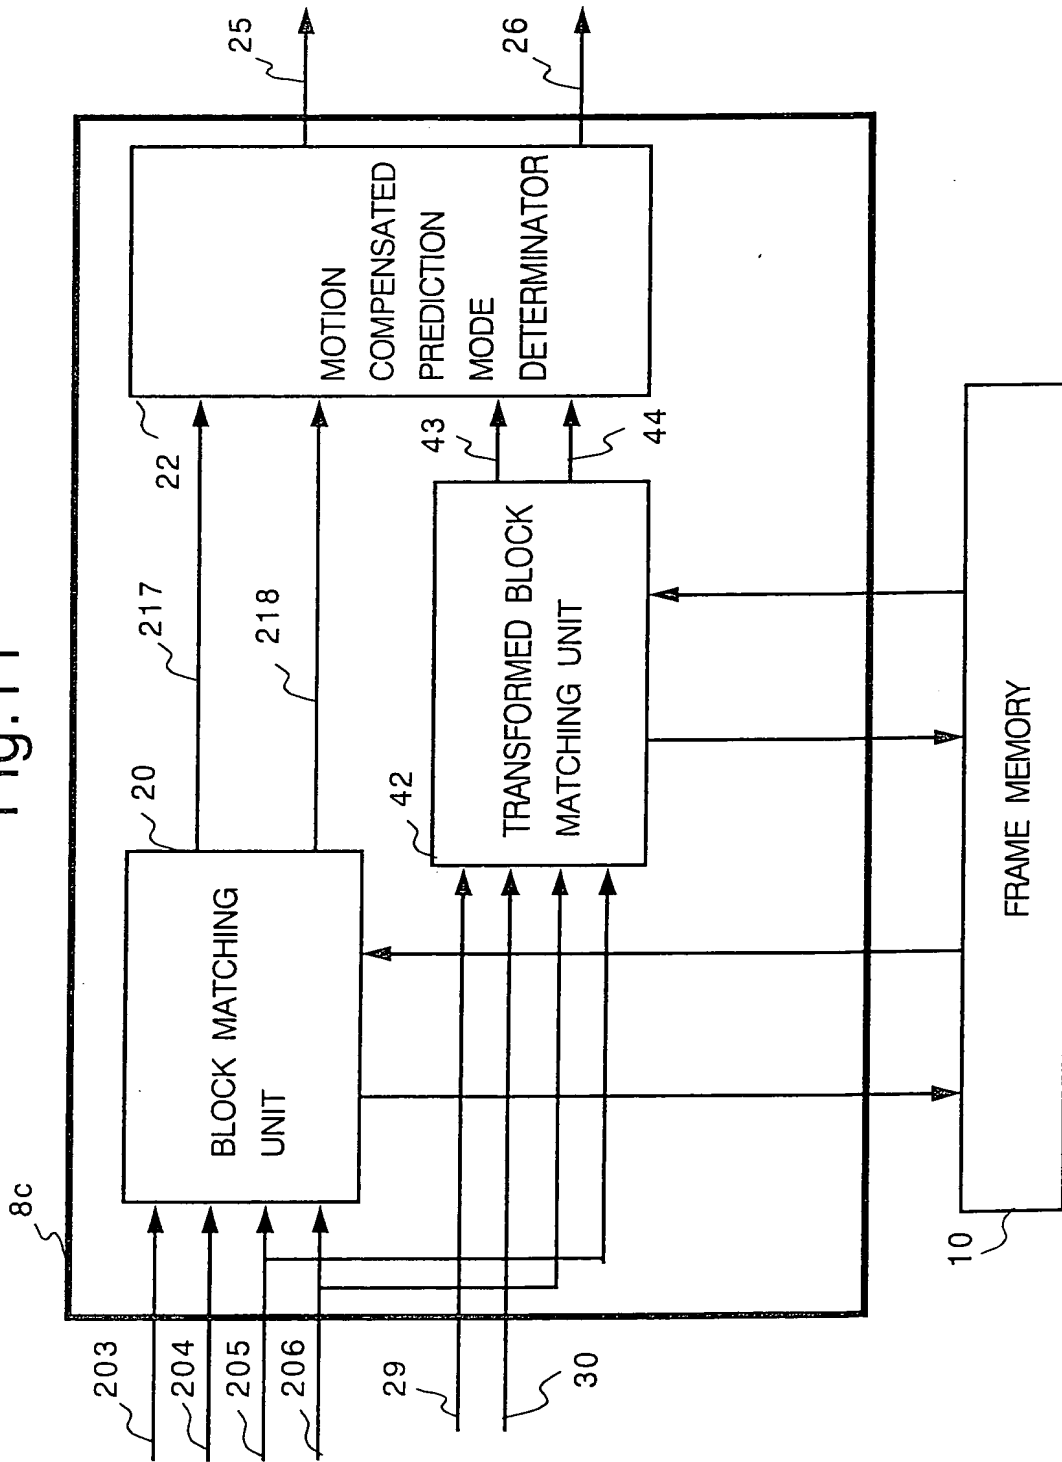 Fig.11
8c
203
204
205
206
29
30
20
BLOCK MATCHING
UNIT
217
218
22
MOTION
COMPENSATED
PREDICTION
MODE
DETERMINATOR
25
26
42
TRANSFORMED BLOCK
MATCHING UNIT
43
44
10
FRAME MEMORY